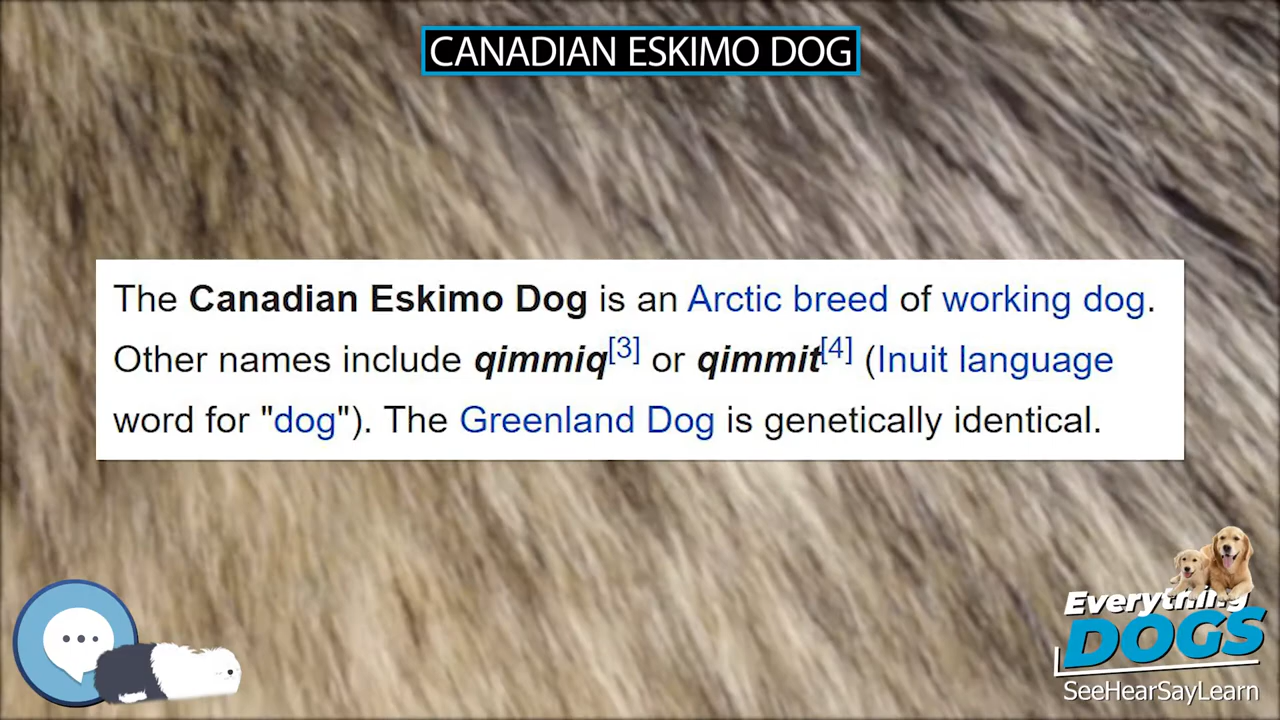 CANADIAN ESKIMO DOG
The Canadian Eskimo Dog is an Arctic breed of working dog.
Other names include qimmiq[3] or qimmit[4] (Inuit language
word for "dog"). The Greenland Dog is genetically identical.
Everything
DOGS
SeeHearSayLearn